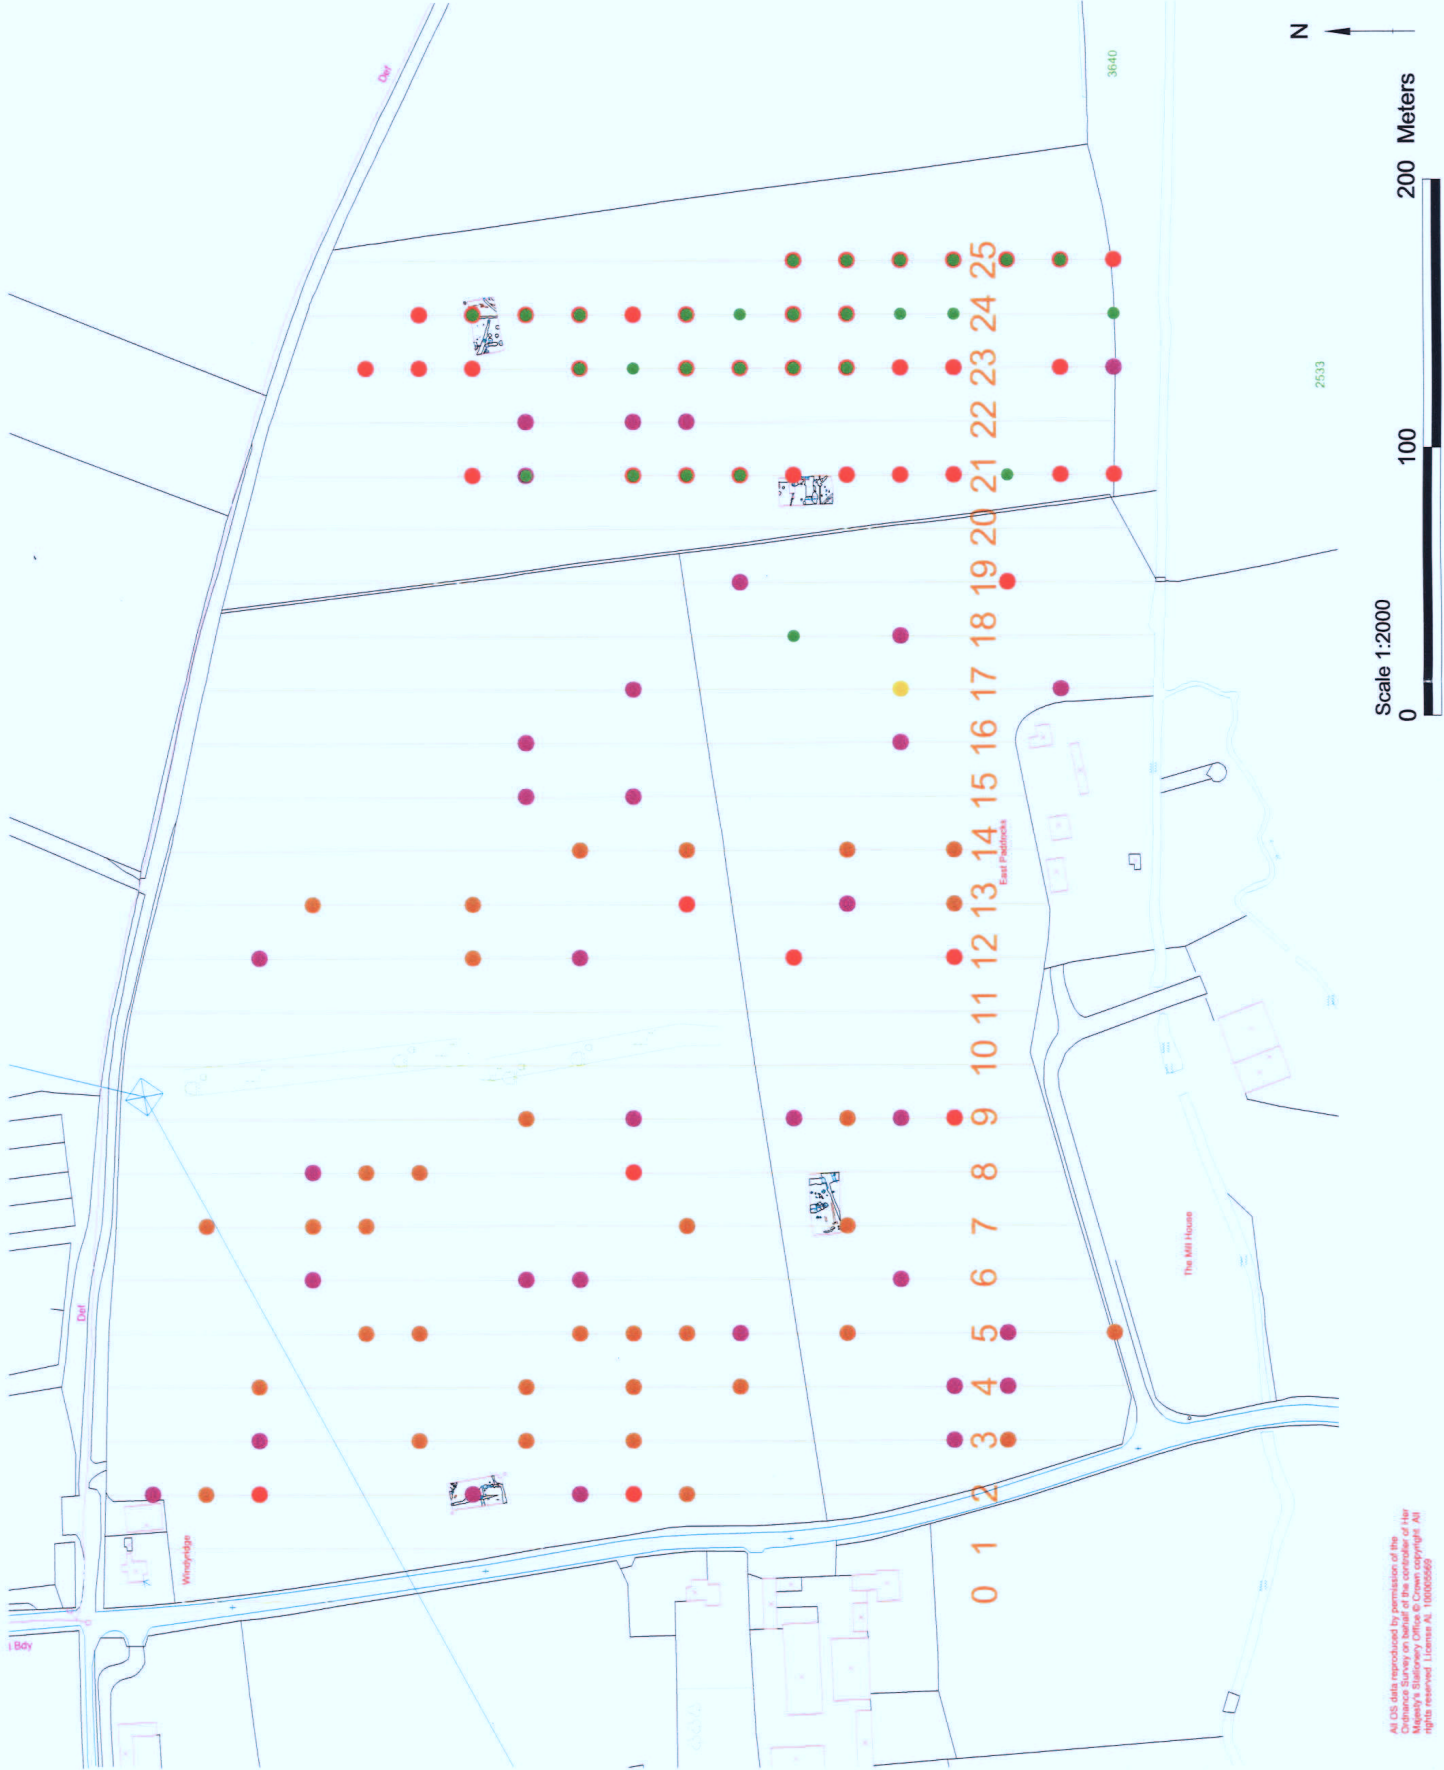 Def
3640
N
200 Meters
100
0
Scale 1:2000
2533
25
24
23
22
21
20
19
18
17
16
15
14
13
12
11
10
9
8
7
6
5
4
3
2
1
0
East Paddocks
The Mill House
Def
Windyridge
Bdy
All OS data reproduced by permission of the
Ordnance Survey on behalf of the controller of Her
Majesty's Stationery Office © Crown copyright. All
rights reserved. License AL 100005569